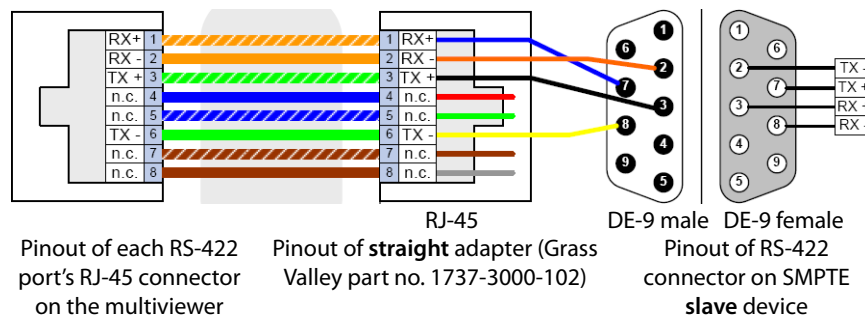 RX+ 1
RX - 2
TX + 3
n.c. 4
n.c. 5
TX - 6
n.c. 7
n.c. 8
1 RX+
2 RX -
3 TX +
4 n.c.
5 n.c.
6 TX -
7 n.c.
8 n.c.
1
6
2
7
3
8
4
9
5
1
6
2
7
3
8
4
9
5
TX -
TX +
RX
RX
RJ-45
DE-9 male
DE-9 female
Pinout of each RS-422
port's RJ-45 connector
on the multiviewer
Pinout of straight adapter (Grass
Valley part no. 1737-3000-102)
Pinout of RS-422
connector on SMPTE
slave device